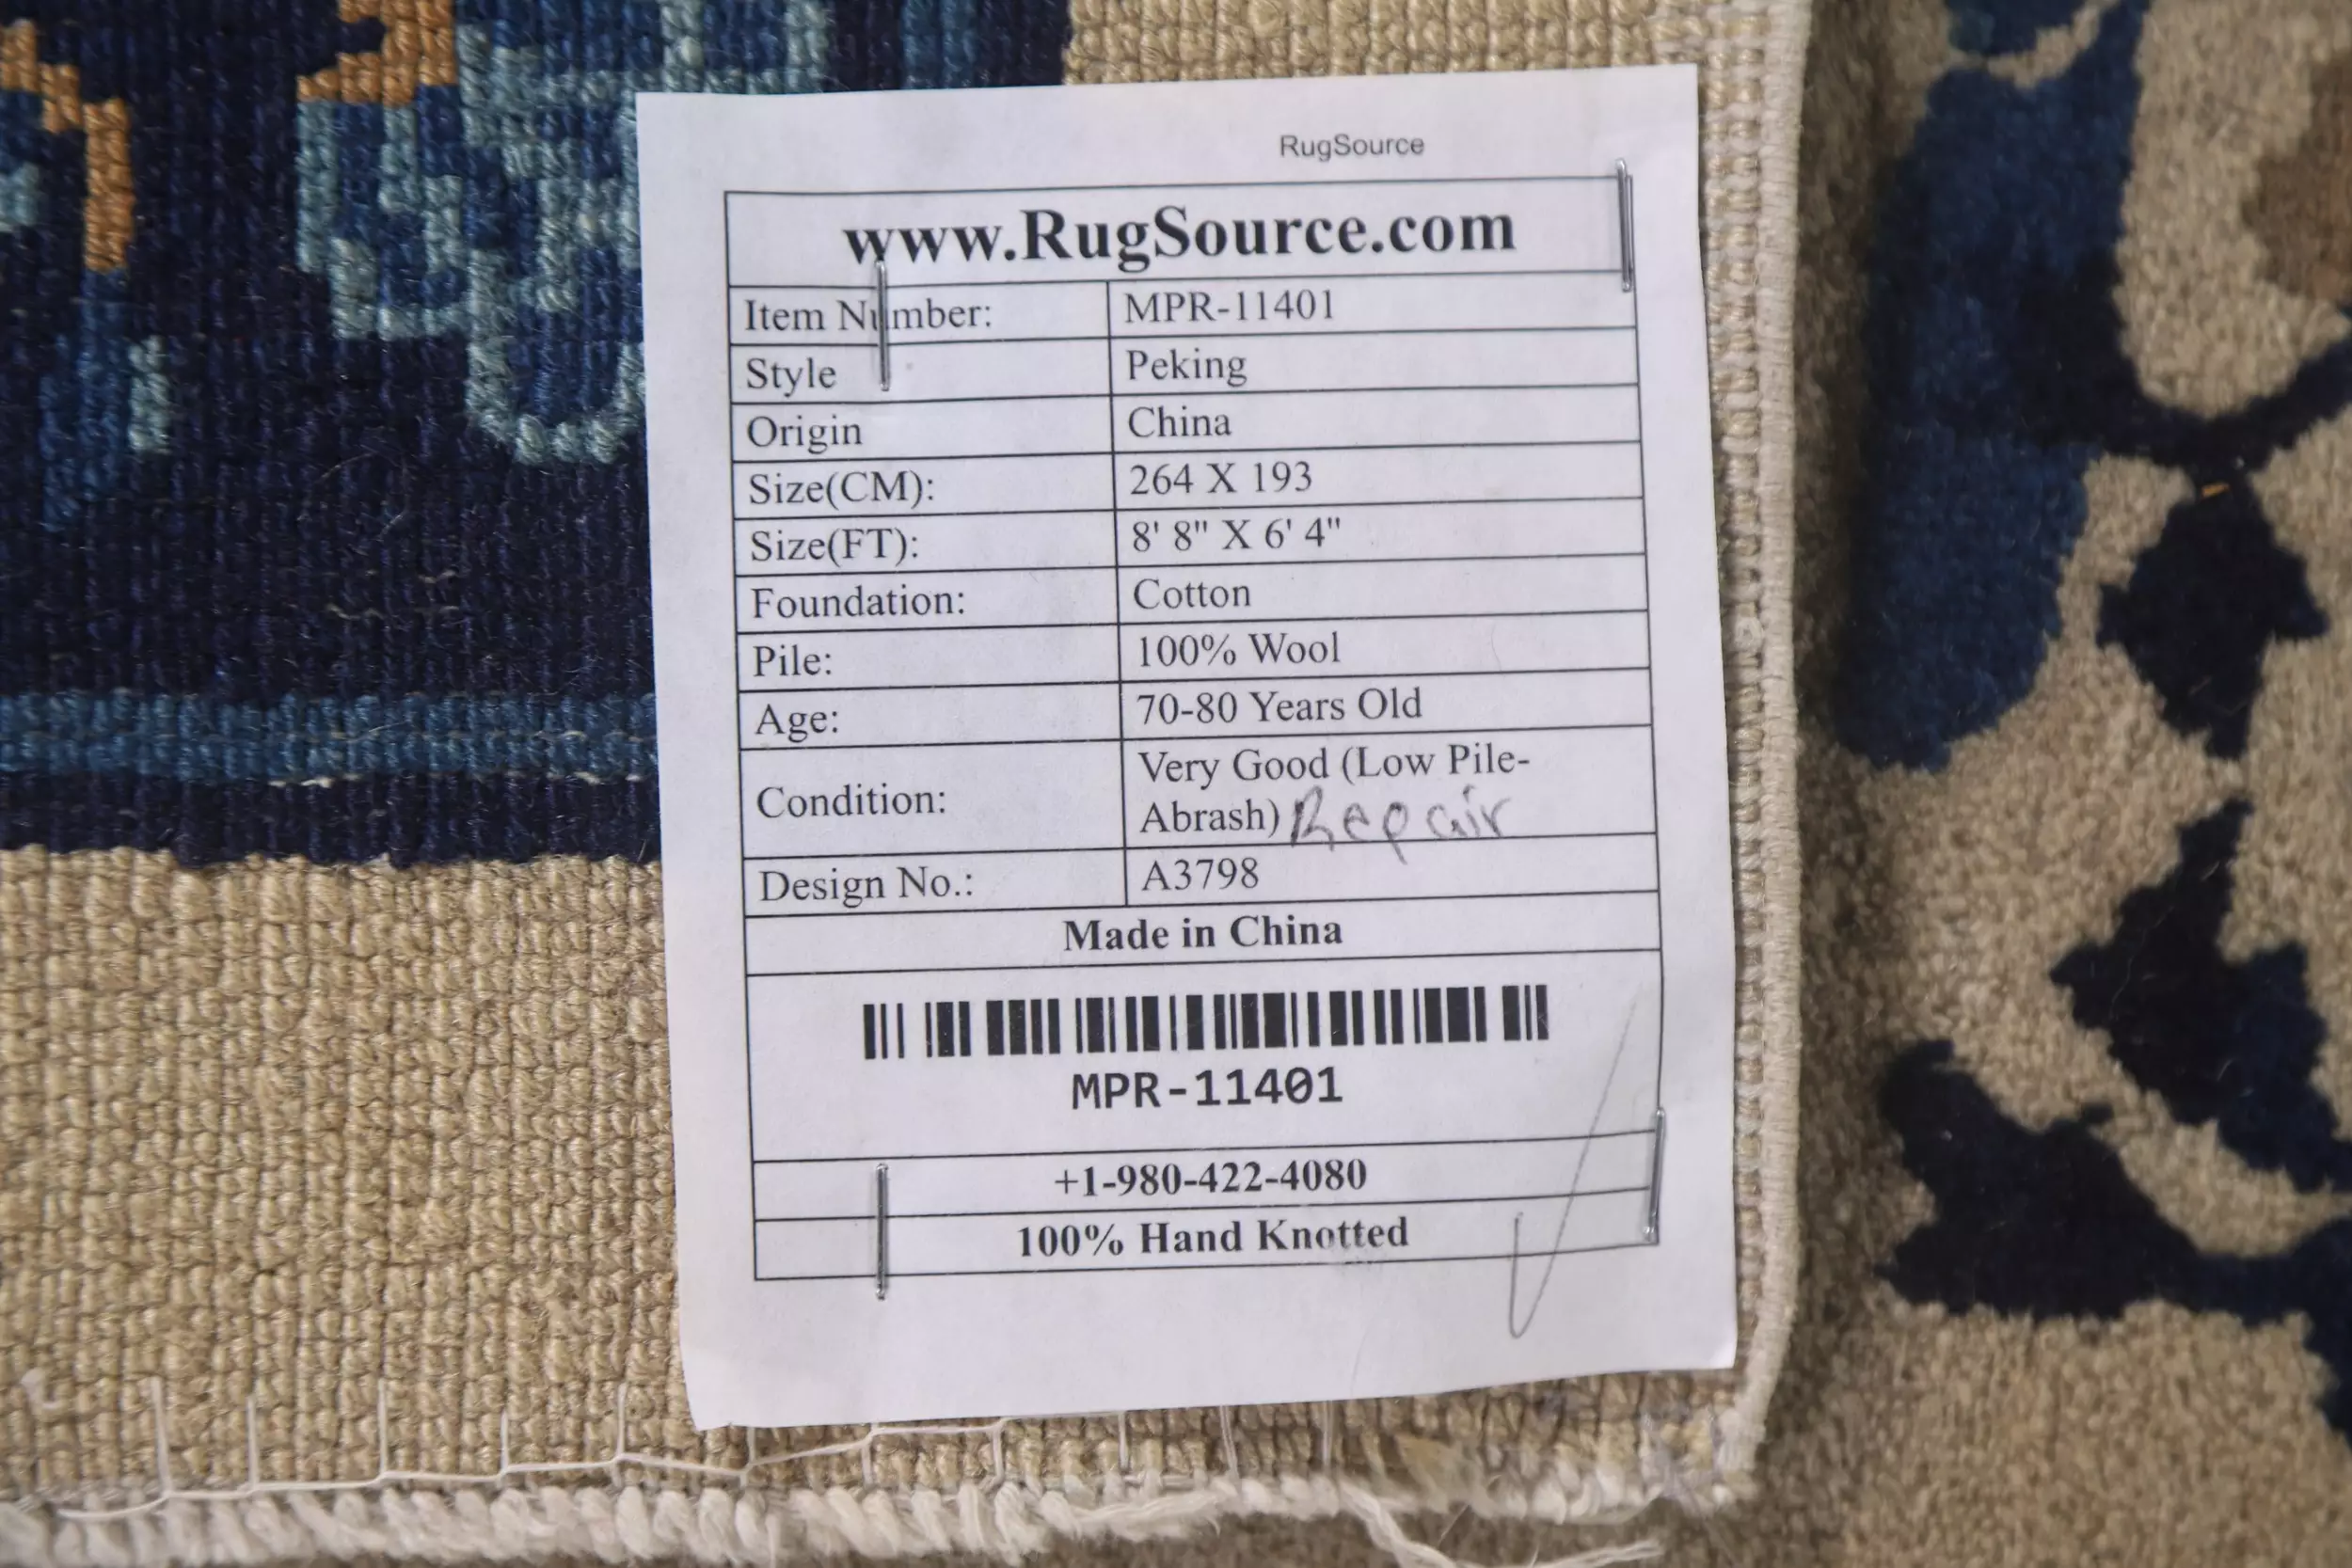 RugSource
www.RugSource.com
Item Number: MPR-11401
Style Peking
Origin China
Size(CM): 264 X 193
Size(FT): 8' 8" X 6' 4"
Foundation: Cotton
Pile: 100% Wool
Age: 70-80 Years Old
Condition: Very Good (Low Pile-
Abrash) Repair
Design No.: A3798
Made in China
MPR-11401
+1-980-422-4080
100% Hand Knotted